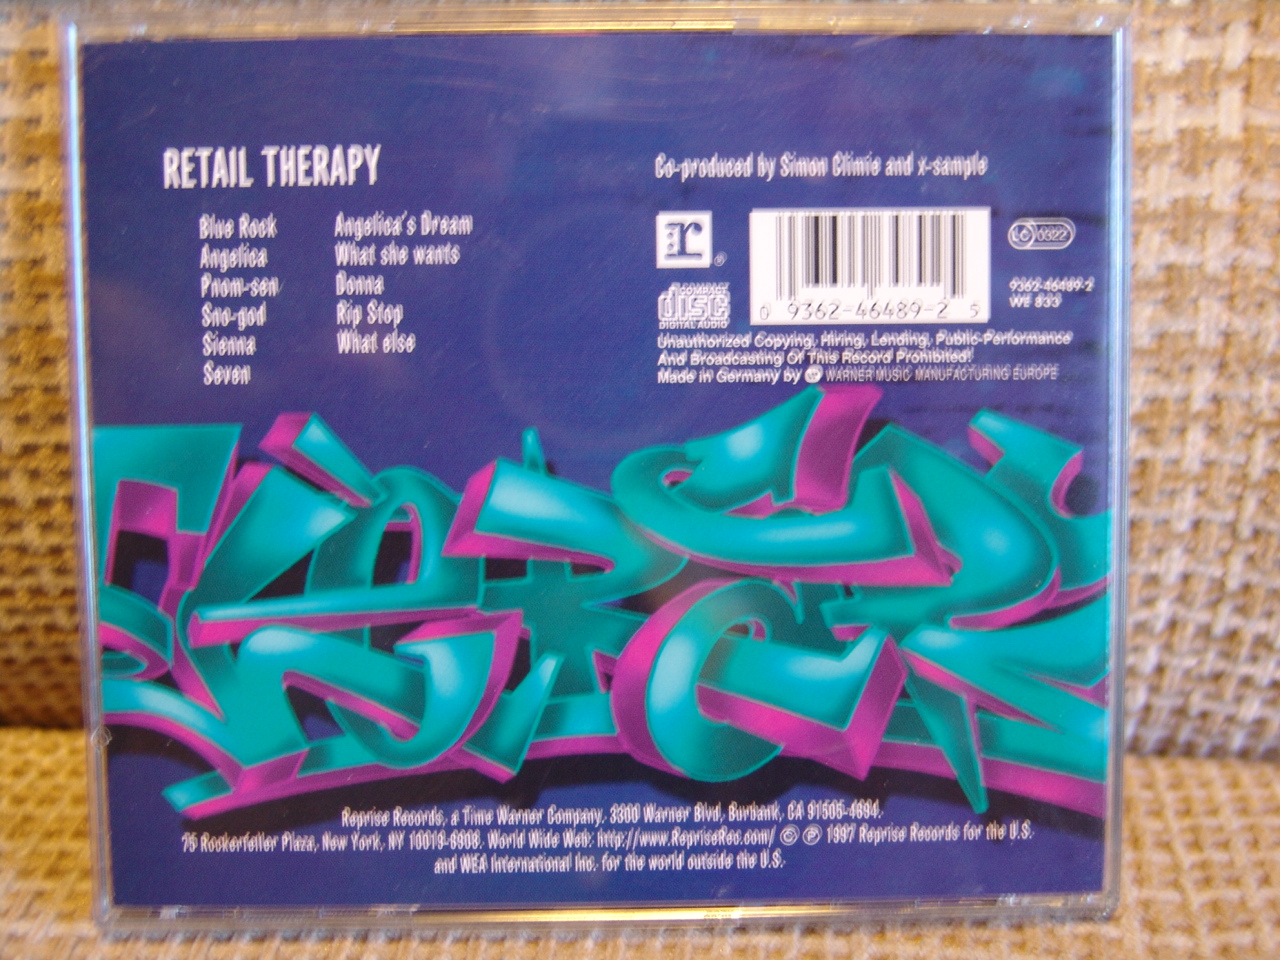 RETAIL THERAPY
Blue Rock
Angelica
Pnom-sen
Sno-god
Sienna
Seven
Angelica's Dream
What she wants
Donna
Rip Stop
What else
Co-produced by Simon Climie and x-sample
r ®
COMPACT
disc
DIGITAL AUDIO
0 9362-46489-2 5
LC 0322
9362-46489-2
WE 833
Unauthorized Copying, Hiring, Lending, Public-Performance
And Broadcasting Of This Record Prohibited!
Made in Germany by WARNER MUSIC MANUFACTURING EUROPE
Reprise Records, a Time Warner Company, 3300 Warner Blvd, Burbank, CA 91505-4694.
75 Rockerfeller Plaza, New York, NY 10019-6908. World Wide Web: http://www.RepriseRec.com/ © ℗ 1997 Reprise Records for the U.S.
and WEA International Inc. for the world outside the U.S.